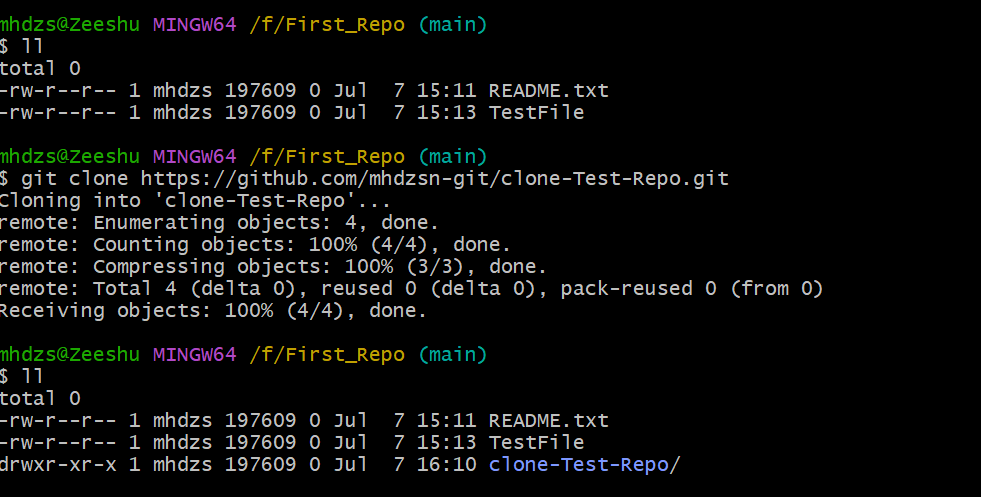 mhdzs@Zeeshu MINGW64 /f/First_Repo (main)
$ ll
total 0
-rw-r--r-- 1 mhdzs 197609 0 Jul  7 15:11 README.txt
-rw-r--r-- 1 mhdzs 197609 0 Jul  7 15:13 TestFile
mhdzs@Zeeshu MINGW64 /f/First_Repo (main)
$ git clone https://github.com/mhdzsn-git/clone-Test-Repo.git
Cloning into 'clone-Test-Repo'...
remote: Enumerating objects: 4, done.
remote: Counting objects: 100% (4/4), done.
remote: Compressing objects: 100% (3/3), done.
remote: Total 4 (delta 0), reused 0 (delta 0), pack-reused 0 (from 0)
Receiving objects: 100% (4/4), done.
mhdzs@Zeeshu MINGW64 /f/First_Repo (main)
$ ll
total 0
-rw-r--r-- 1 mhdzs 197609 0 Jul  7 15:11 README.txt
-rw-r--r-- 1 mhdzs 197609 0 Jul  7 15:13 TestFile
drwxr-xr-x 1 mhdzs 197609 0 Jul  7 16:10 clone-Test-Repo/